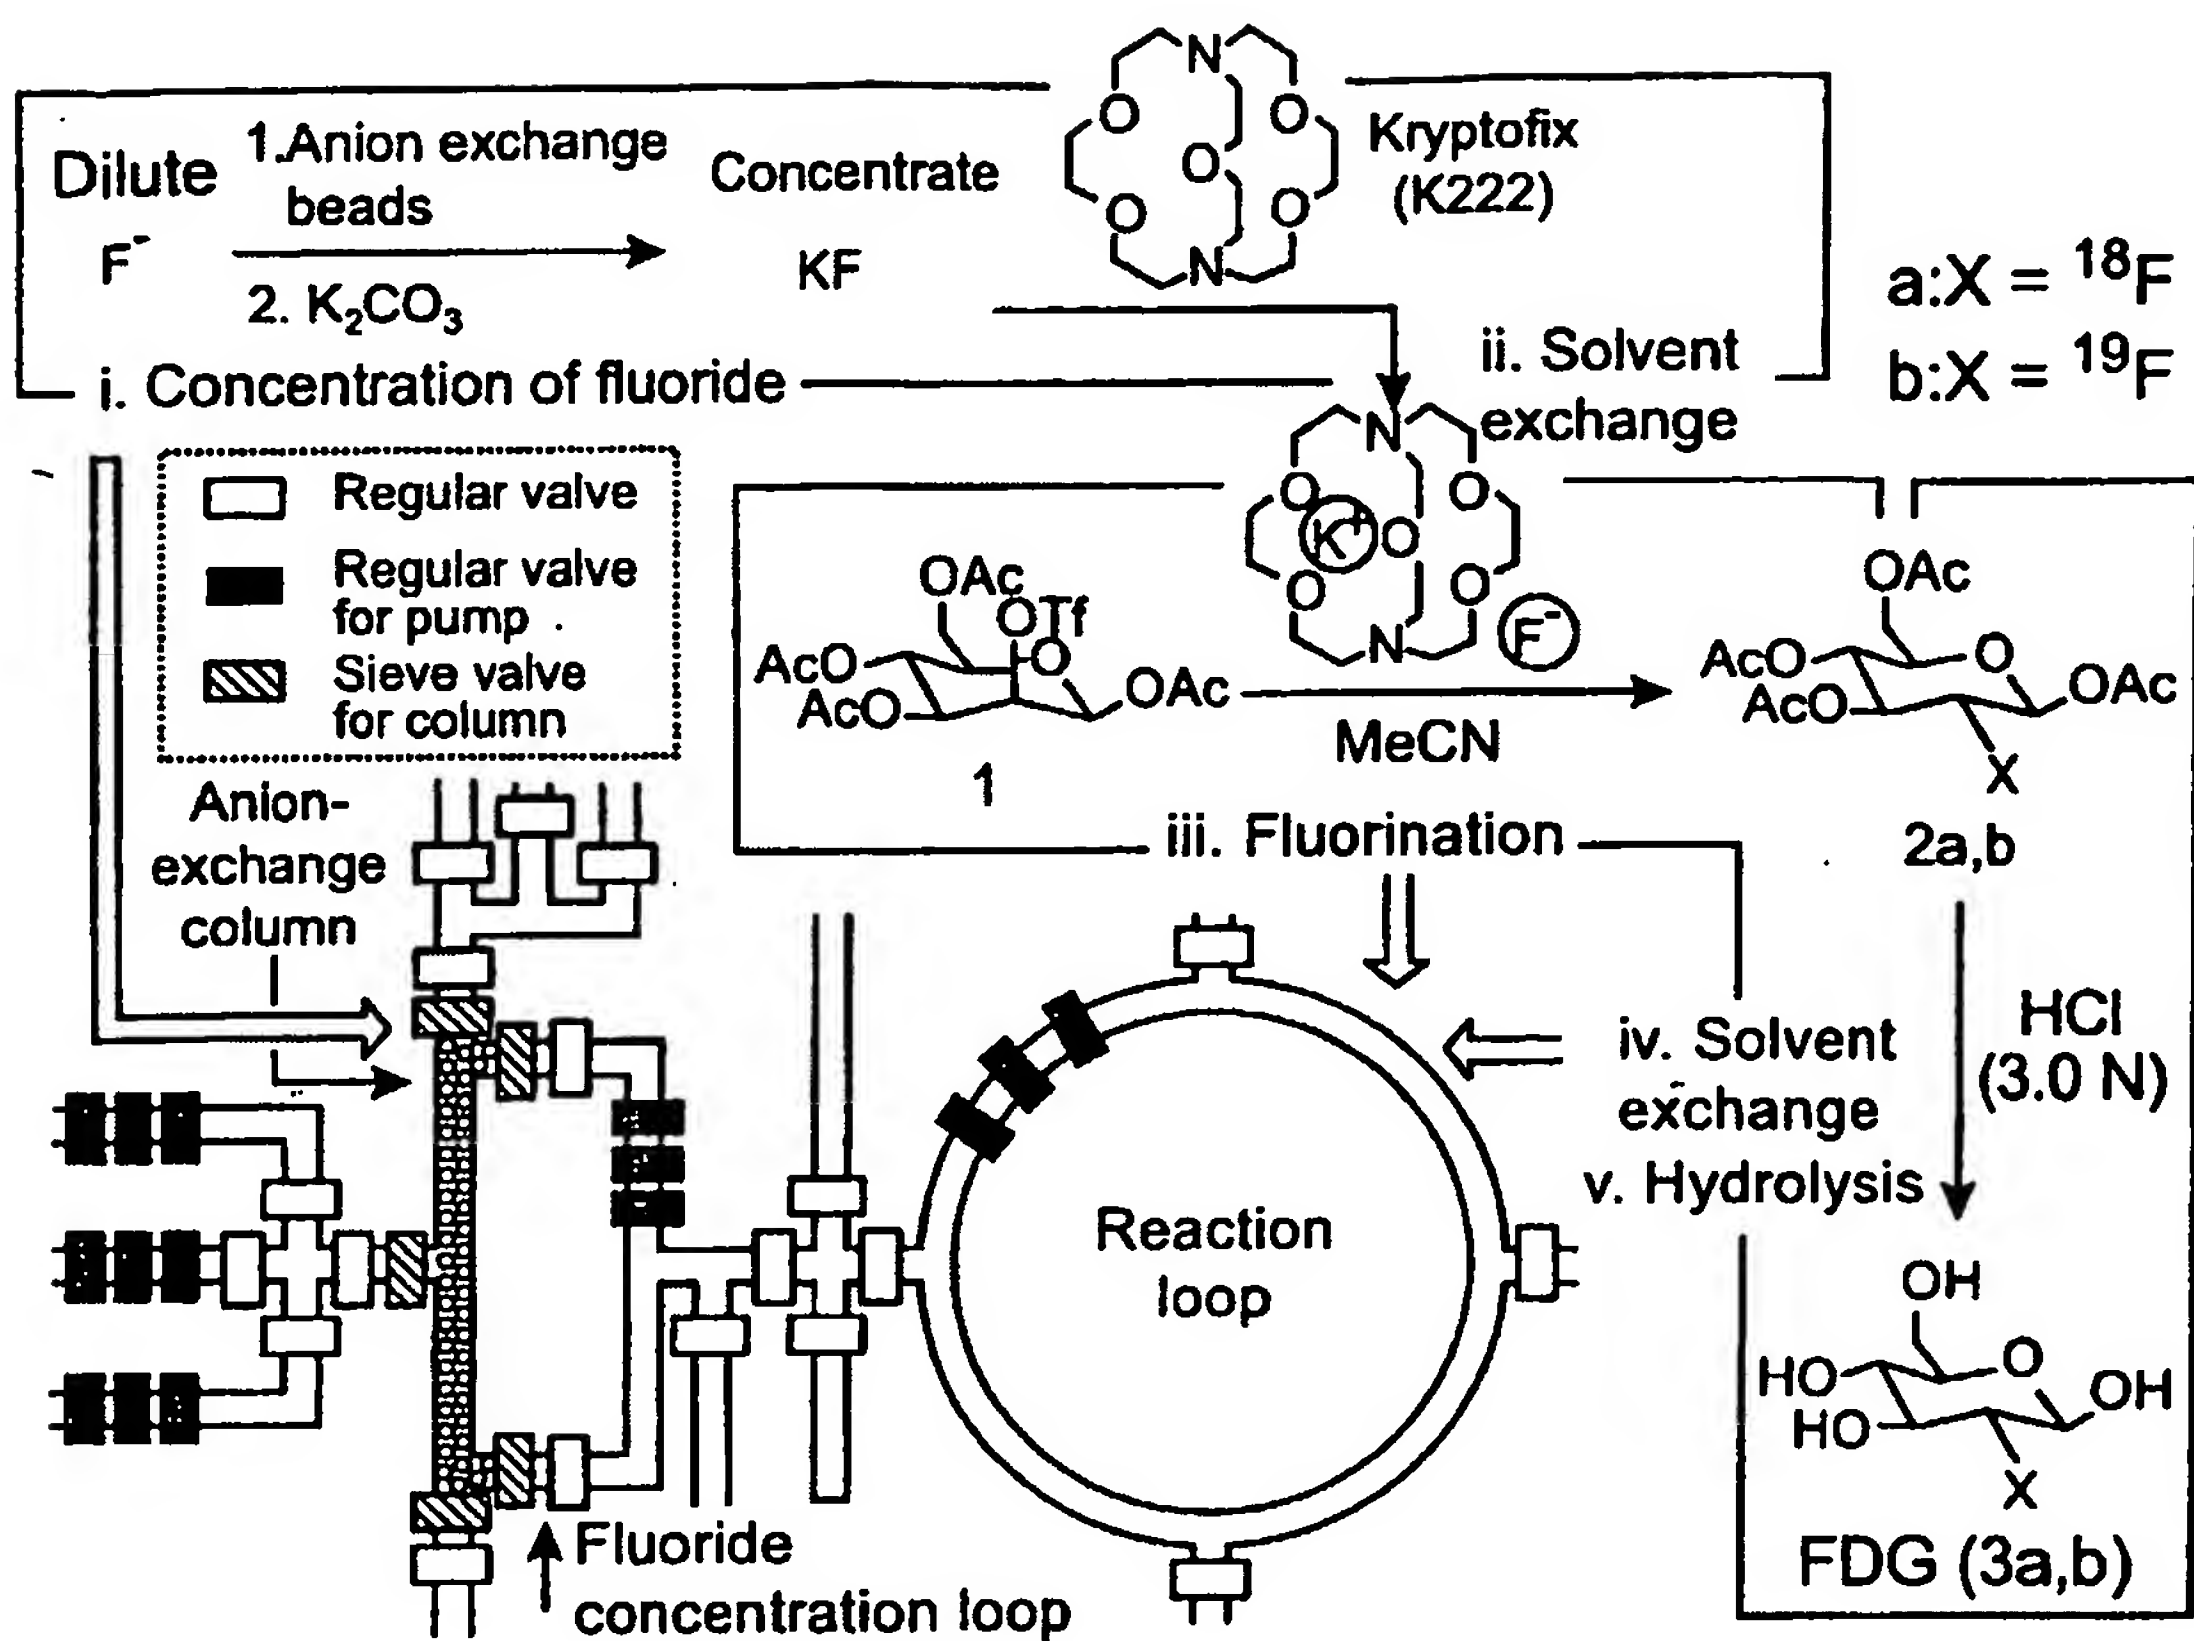 Dilute
F⁻
1.Anion exchange
beads
2. K₂CO₃
Concentrate
KF
N
O
O
O
O
O
N
Kryptofix
(K222)
a:X = ¹⁸F
b:X = ¹⁹F
i. Concentration of fluoride
ii. Solvent
exchange
Regular valve
Regular valve
for pump
Sieve valve
for column
N
O
O
K⁺
O
O
O
N
F⁻
OAc
OTf
AcO
O
AcO
OAc
1
MeCN
OAc
AcO
O
AcO
OAc
X
2a,b
iii. Fluorination
Anion-
exchange
column
HCl
(3.0 N)
iv. Solvent
exchange
v. Hydrolysis
Reaction
loop
OH
HO
O
HO
OH
X
FDG (3a,b)
Fluoride
concentration loop